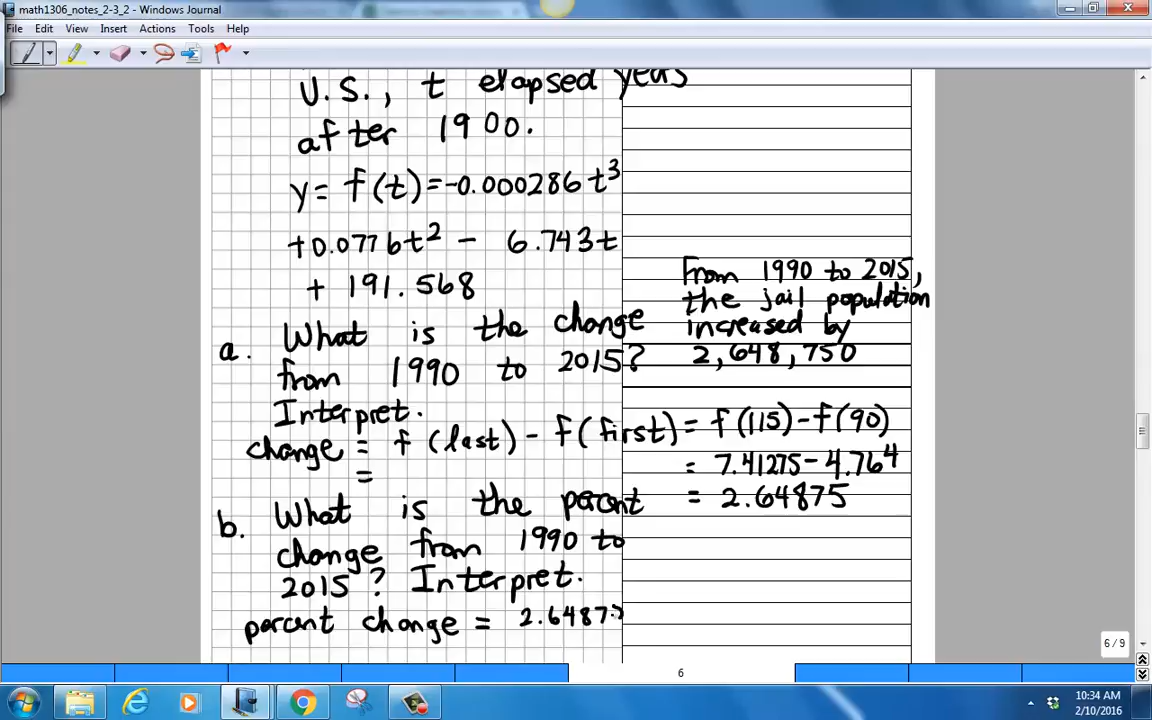 math1306_notes_2-3_2 - Windows Journal
File Edit View Insert Actions Tools Help
U.S., t elapsed years
after 1900.
y = f(t) = -0.000286 t³
+0.0776t² - 6.743t
+ 191.568
a. What is the change
from 1990 to 2015?
Interpret.
change = f(last) - f(first) = f(115) - f(90)
=
= 7.41275 - 4.764
= 2.64875
From 1990 to 2015,
the jail population
increased by
2,648,750
b. What is the percent
change from 1990 to
2015? Interpret.
percent change = 2.6487
6 / 9
6
10:34 AM
2/10/2016